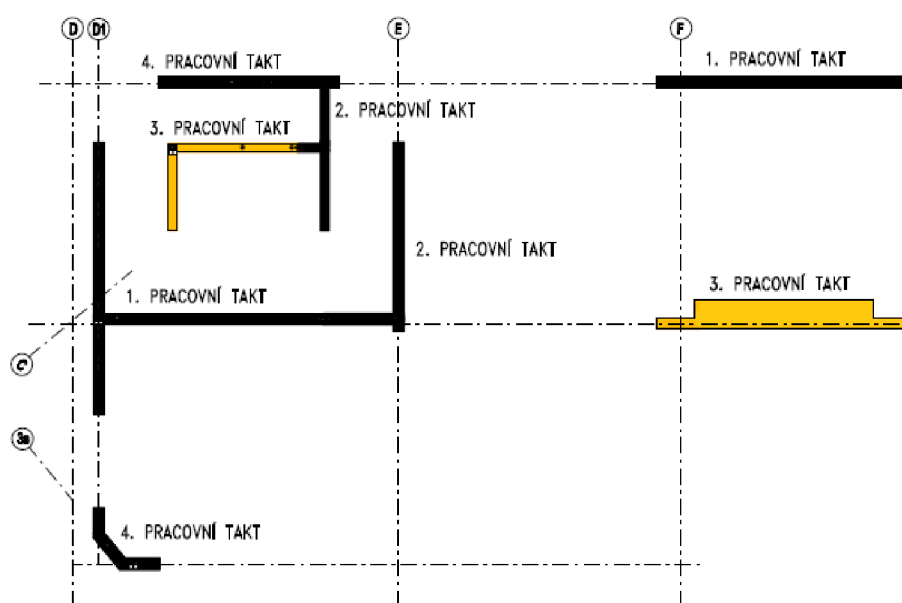 D D1 E F
4. PRACOVNÍ TAKT
1. PRACOVNÍ TAKT
2. PRACOVNÍ TAKT
3. PRACOVNÍ TAKT
2. PRACOVNÍ TAKT
3. PRACOVNÍ TAKT
1. PRACOVNÍ TAKT
C'
3a
4. PRACOVNÍ TAKT